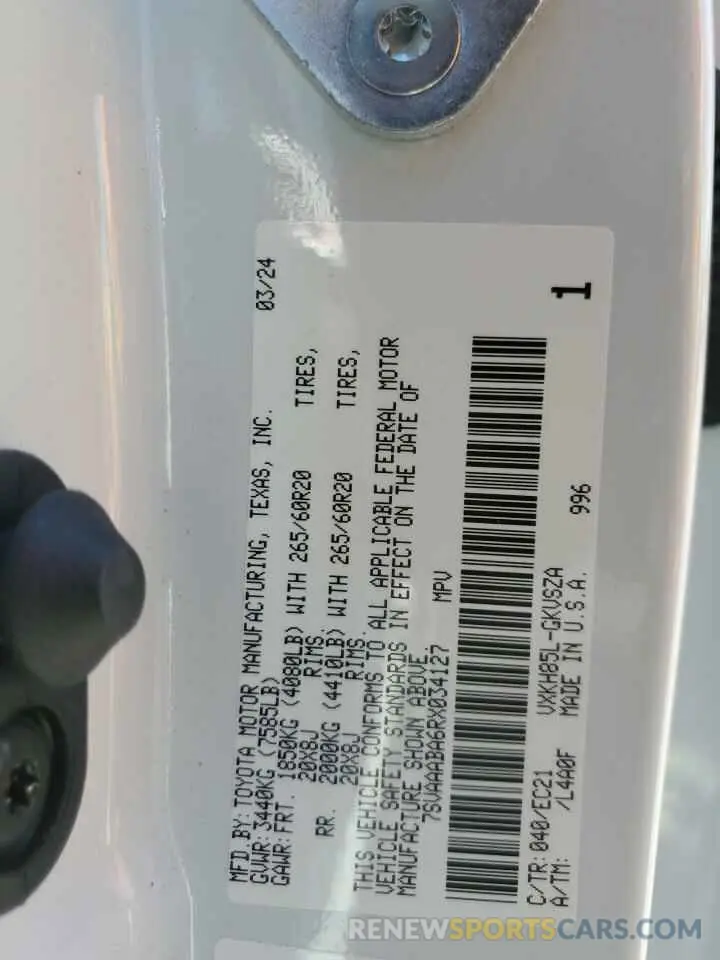 MFD.BY:TOYOTA MOTOR MANUFACTURING, TEXAS, INC. 03/24
GVWR:3440KG (7585LB)
GAWR:FRT. 1850KG (4080LB) WITH 265/60R20 TIRES,
20X8J RIMS.
RR. 2000KG (4410LB) WITH 265/60R20 TIRES,
20X8J RIMS.
THIS VEHICLE CONFORMS TO ALL APPLICABLE FEDERAL MOTOR
VEHICLE SAFETY STANDARDS IN EFFECT ON THE DATE OF
MANUFACTURE SHOWN ABOVE.
7SVAAABA6RX034127 MPV
1
C/TR:040/EC21 VXKH85L-GKVSZA
A/TM: /L4A0F MADE IN U.S.A. 996
RENEWSPORTSCARS.COM